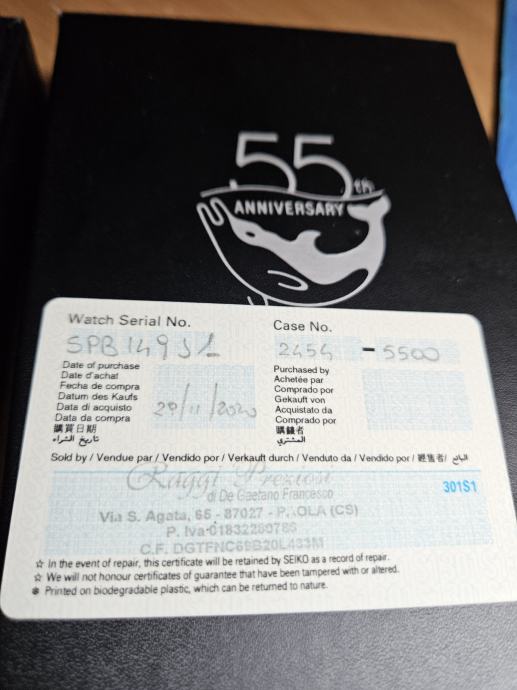 55th
ANNIVERSARY
Watch Serial No.
SPB149J1
Case No.
2454 - 5500
Date of purchase
Date d'achat
Fecha de compra
Datum des Kaufs
Data di acquisto
Data da compra
購買日期
تاريخ الشراء
29/11/2020
Purchased by
Achetée par
Comprado por
Gekauft von
Acquistato da
Comprado por
購錶者
المشتري
Sold by / Vendue par / Vendido por / Verkauft durch / Venduto da / Vendido por / 經售者/ البائع
Raggi Preziosi
di De Gaetano Francesco
301S1
Via S. Agata, 65 - 87027 - PAOLA (CS)
P. Iva
C.F.
☆ In the event of repair, this certificate will be retained by SEIKO as a record of repair.
☆ We will not honour certificates of guarantee that have been tampered with or altered.
✽ Printed on biodegradable plastic, which can be returned to nature.